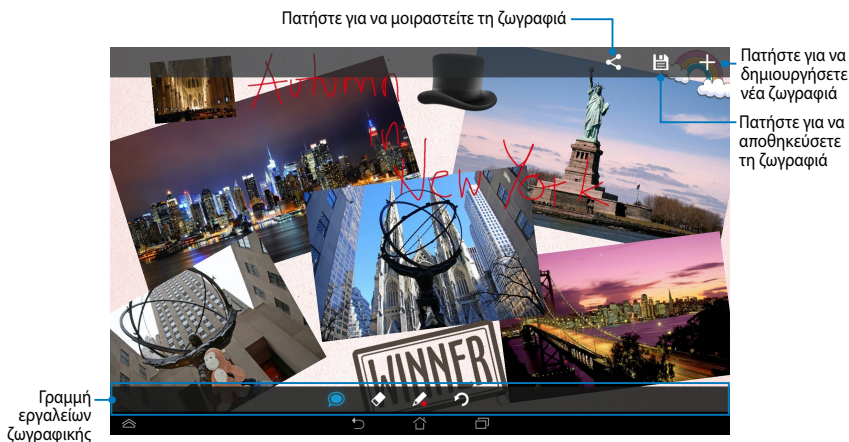 Πατήστε για να μοιραστείτε τη ζωγραφιά
Πατήστε για να
δημιουργήσετε
νέα ζωγραφιά
Πατήστε για να
αποθηκεύσετε
τη ζωγραφιά
Autumn
in
New York
WINNER
Γραμμή
εργαλείων
ζωγραφικής